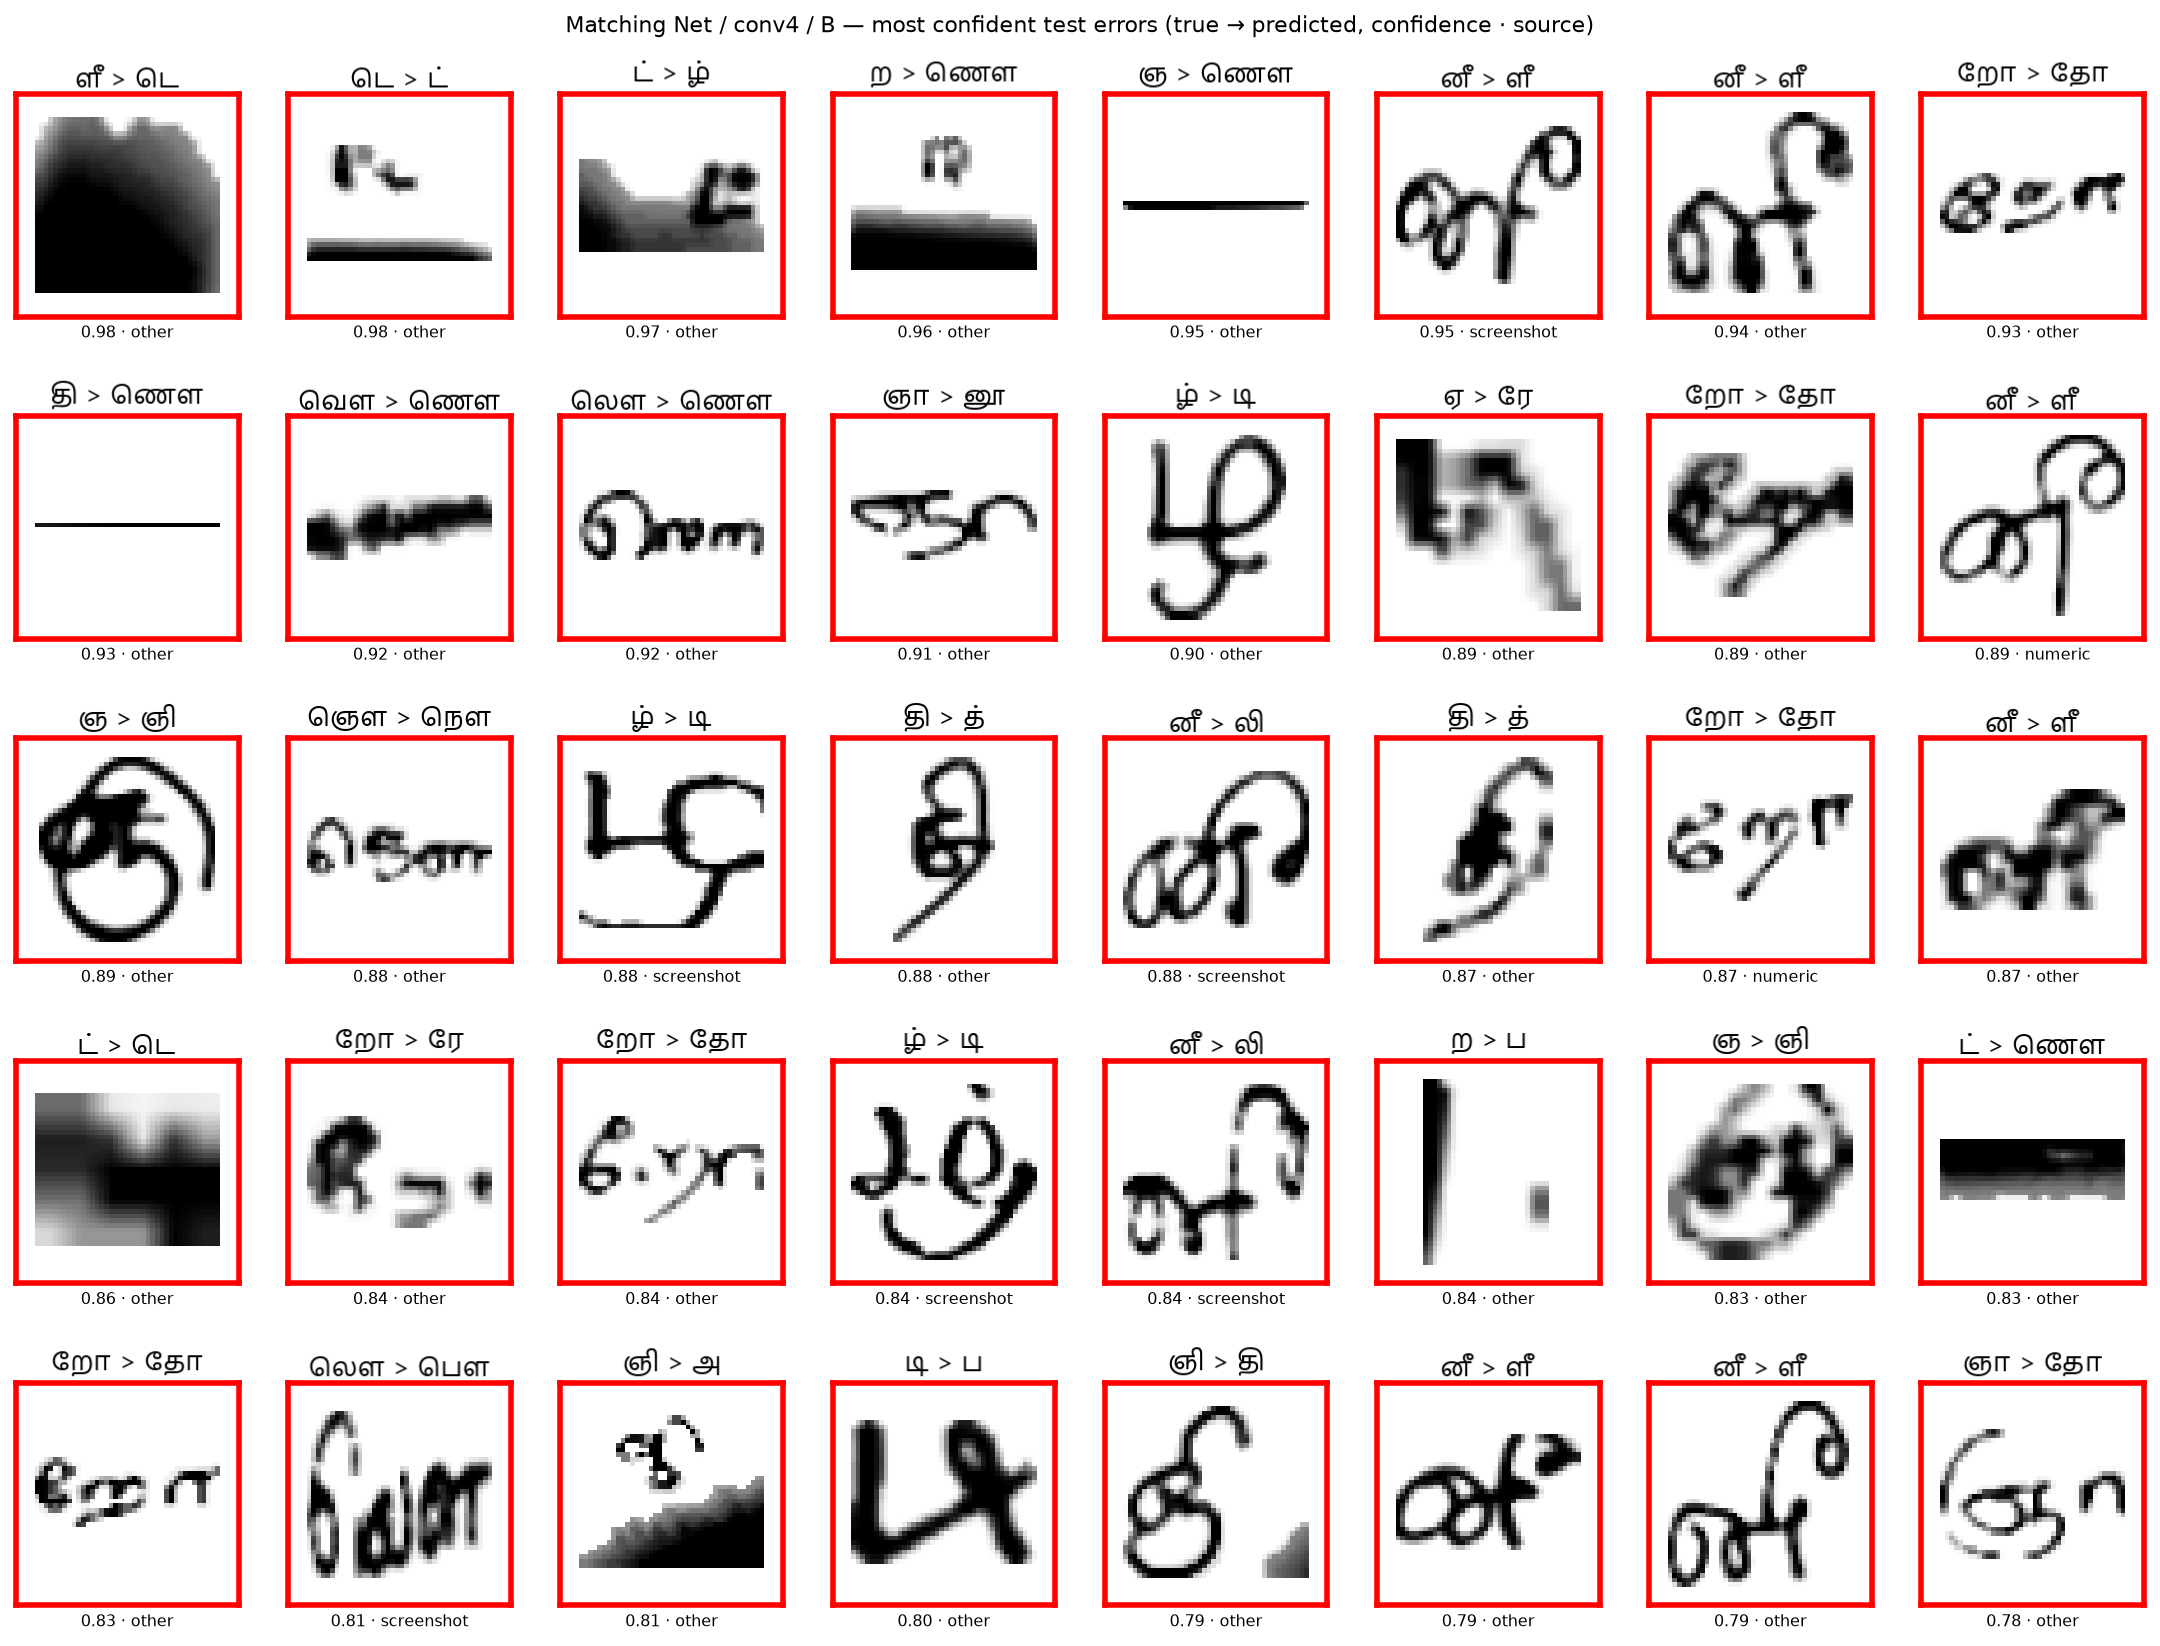 Matching Net / conv4 / B — most confident test errors (true → predicted, confidence · source)
ளீ > டெ டெ > ட் ட் > ழ் ற > ணௌ ஞ > ணௌ னீ > ளீ னீ > ளீ றோ > தோ
0.98 · other 0.98 · other 0.97 · other 0.96 · other 0.95 · other 0.95 · screenshot 0.94 · other 0.93 · other
தி > ணௌ வௌ > ணௌ லௌ > ணௌ ஞா > னூ ழ் > டி ஏ > ரே றோ > தோ னீ > ளீ
0.93 · other 0.92 · other 0.92 · other 0.91 · other 0.90 · other 0.89 · other 0.89 · other 0.89 · numeric
ஞ > ஞி ஞௌ > நௌ ழ் > டி தி > த் னீ > லி தி > த் றோ > தோ னீ > ளீ
0.89 · other 0.88 · other 0.88 · screenshot 0.88 · other 0.88 · screenshot 0.87 · other 0.87 · numeric 0.87 · other
ட் > டெ றோ > ரே றோ > தோ ழ் > டி னீ > லி ற > ப ஞ > ஞி ட் > ணௌ
0.86 · other 0.84 · other 0.84 · other 0.84 · screenshot 0.84 · screenshot 0.84 · other 0.83 · other 0.83 · other
றோ > தோ லௌ > பௌ ஞி > அ டி > ப ஞி > தி னீ > ளீ னீ > ளீ ஞா > தோ
0.83 · other 0.81 · screenshot 0.81 · other 0.80 · other 0.79 · other 0.79 · other 0.79 · other 0.78 · other